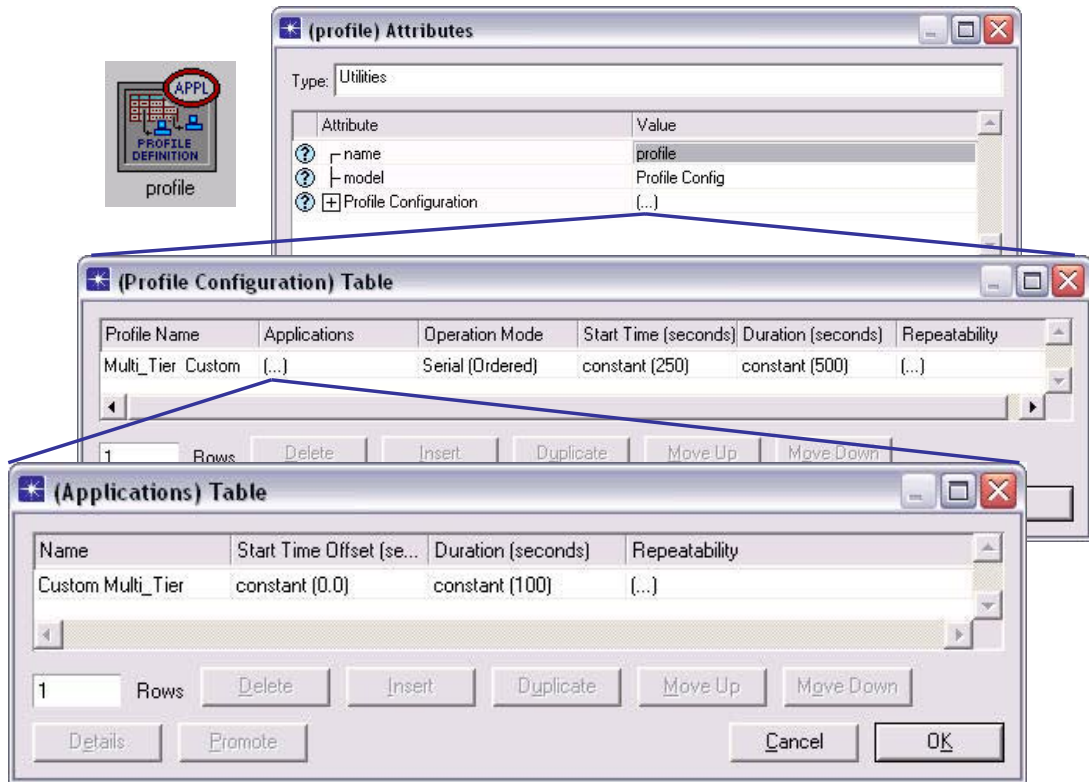 (profile) Attributes
Type: Utilities
Attribute Value
name profile
model Profile Config
Profile Configuration (...)
APPL
PROFILE
DEFINITION
profile
(Profile Configuration) Table
Profile Name Applications Operation Mode Start Time (seconds) Duration (seconds) Repeatability
Multi_Tier Custom (...) Serial (Ordered) constant (250) constant (500) (...)
1 Rows Delete Insert Duplicate Move Up Move Down
(Applications) Table
Name Start Time Offset (se... Duration (seconds) Repeatability
Custom Multi_Tier constant (0.0) constant (100) (...)
1 Rows Delete Insert Duplicate Move Up Move Down
Details Promote Cancel OK